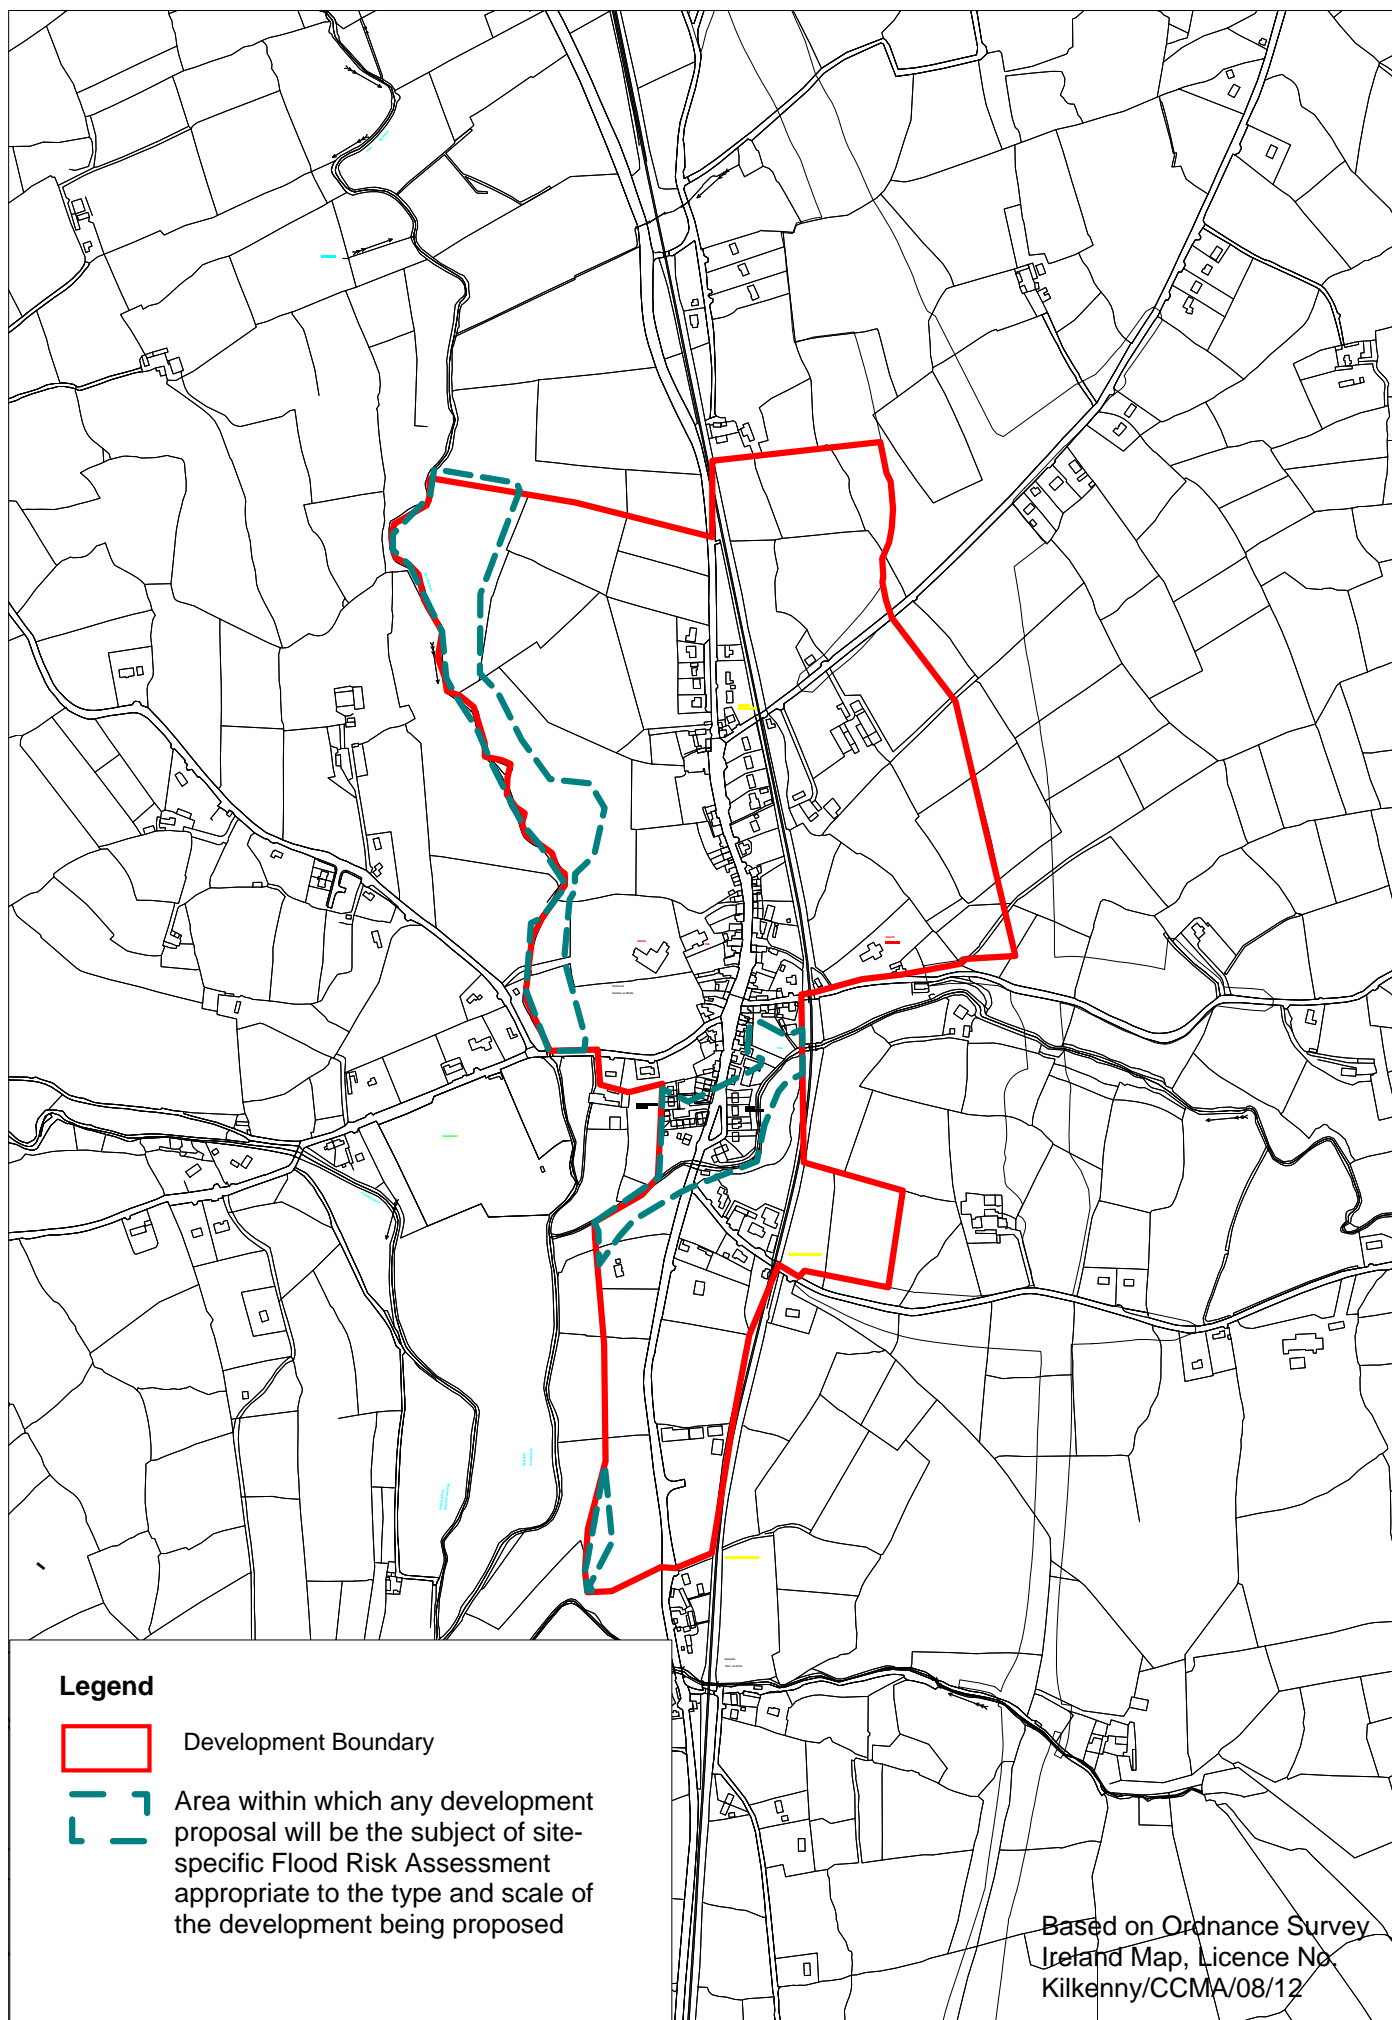 Legend
Development Boundary
Area within which any development
proposal will be the subject of site-
specific Flood Risk Assessment
appropriate to the type and scale of
the development being proposed
Based on Ordnance Survey
Ireland Map, Licence No.
Kilkenny/CCMA/08/12